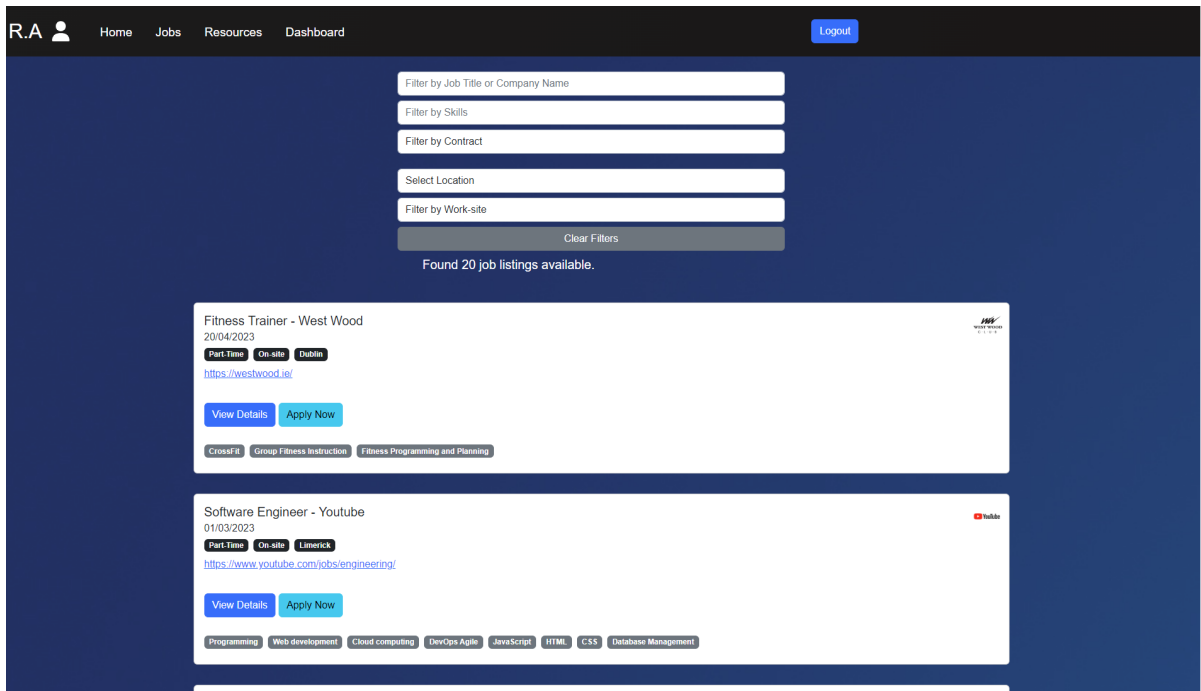 R.A Home Jobs Resources Dashboard Logout
Filter by Job Title or Company Name
Filter by Skills
Filter by Contract
Select Location
Filter by Work-site
Clear Filters
Found 20 job listings available.
Fitness Trainer - West Wood
WEST WOOD
CLUB
20/04/2023
Part-Time On-site Dublin
https://westwood.ie/
View Details Apply Now
CrossFit Group Fitness Instruction Fitness Programming and Planning
Software Engineer - Youtube
YouTube
01/03/2023
Part-Time On-site Limerick
https://www.youtube.com/jobs/engineering/
View Details Apply Now
Programming Web development Cloud computing DevOps Agile JavaScript HTML CSS Database Management